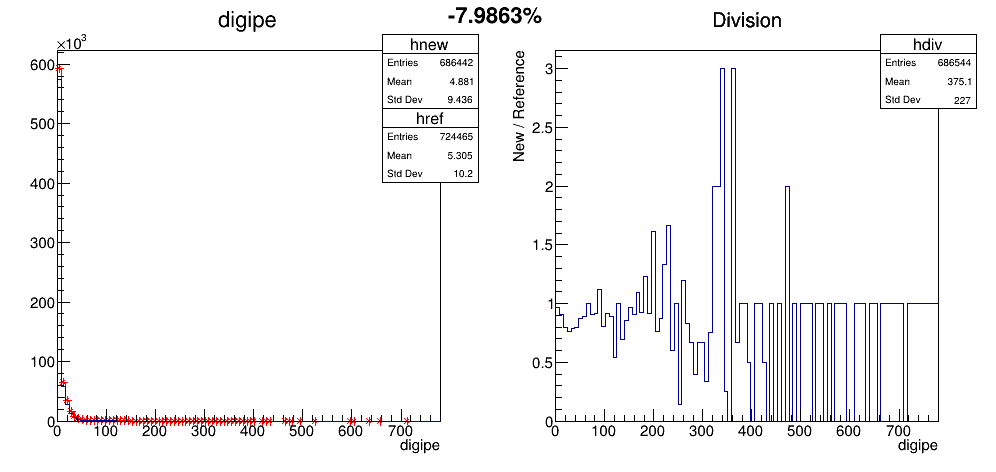 -7.9863%
digipe
×10³
hnew
Entries 686442
Mean 4.881
Std Dev 9.436
href
Entries 724465
Mean 5.305
Std Dev 10.2
600
500
400
300
200
100
0
0 100 200 300 400 500 600 700
digipe
Division
hdiv
Entries 686544
Mean 375.1
Std Dev 227
New / Reference
3
2.5
2
1.5
1
0.5
0
0 100 200 300 400 500 600 700
digipe